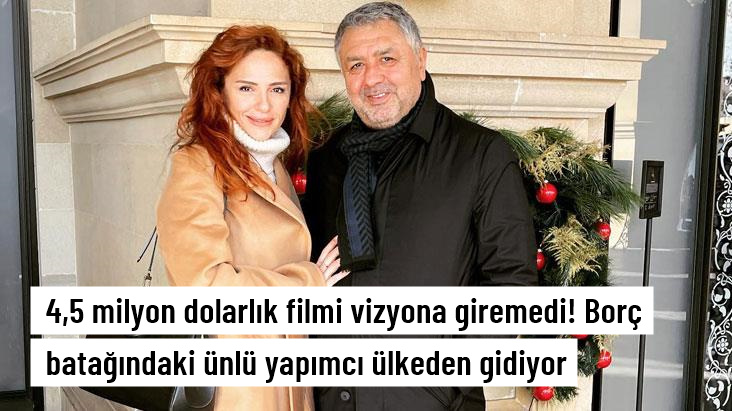 4,5 milyon dolarlık filmi vizyona giremedi! Borç
batağındaki ünlü yapımcı ülkeden gidiyor